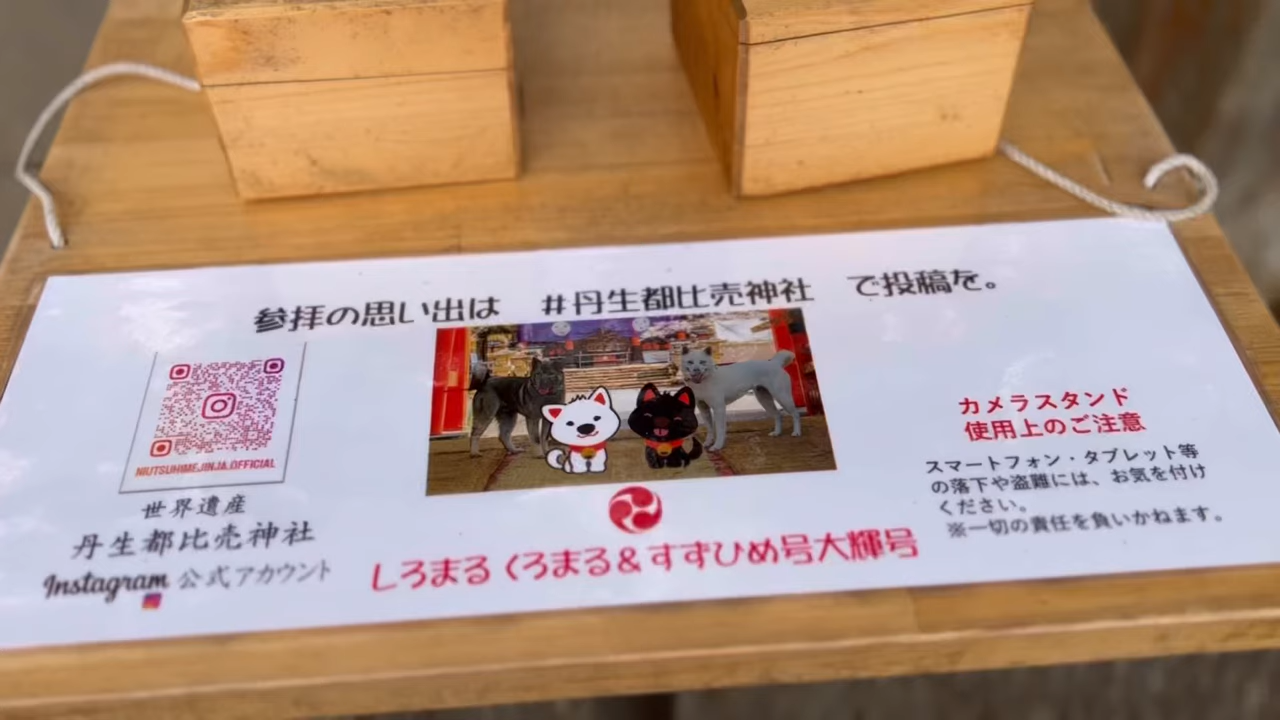 参拝の思い出は #丹生都比売神社 で投稿を。
NIUTSUHIMEJINJA.OFFICIAL
世界遺産
丹生都比売神社
Instagram 公式アカウント
しろまる くろまる&すずひめ号大輝号
カメラスタンド
使用上のご注意
スマートフォン・タブレット等
の落下や盗難には、お気を付け
ください。
※一切の責任を負いかねます。